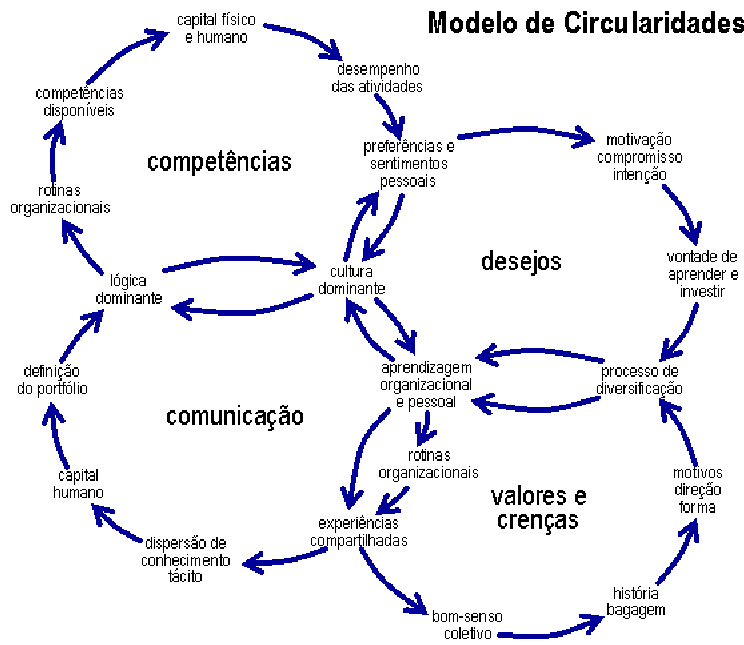 Modelo de Circularidades
capital físico
e humano
desempenho
das atividades
competências
disponíveis
preferências e
sentimentos
pessoais
motivação
compromisso
intenção
competências
rotinas
organizacionais
desejos
vontade de
aprender e
investir
lógica
dominante
cultura
dominante
definição
do portfólio
aprendizagem
organizacional
e pessoal
processo de
diversificação
comunicação
rotinas
organizacionais
capital
humano
motivos
direção
forma
valores e
crenças
experiências
compartilhadas
dispersão de
conhecimento
tácito
história
bagagem
bom-senso
coletivo